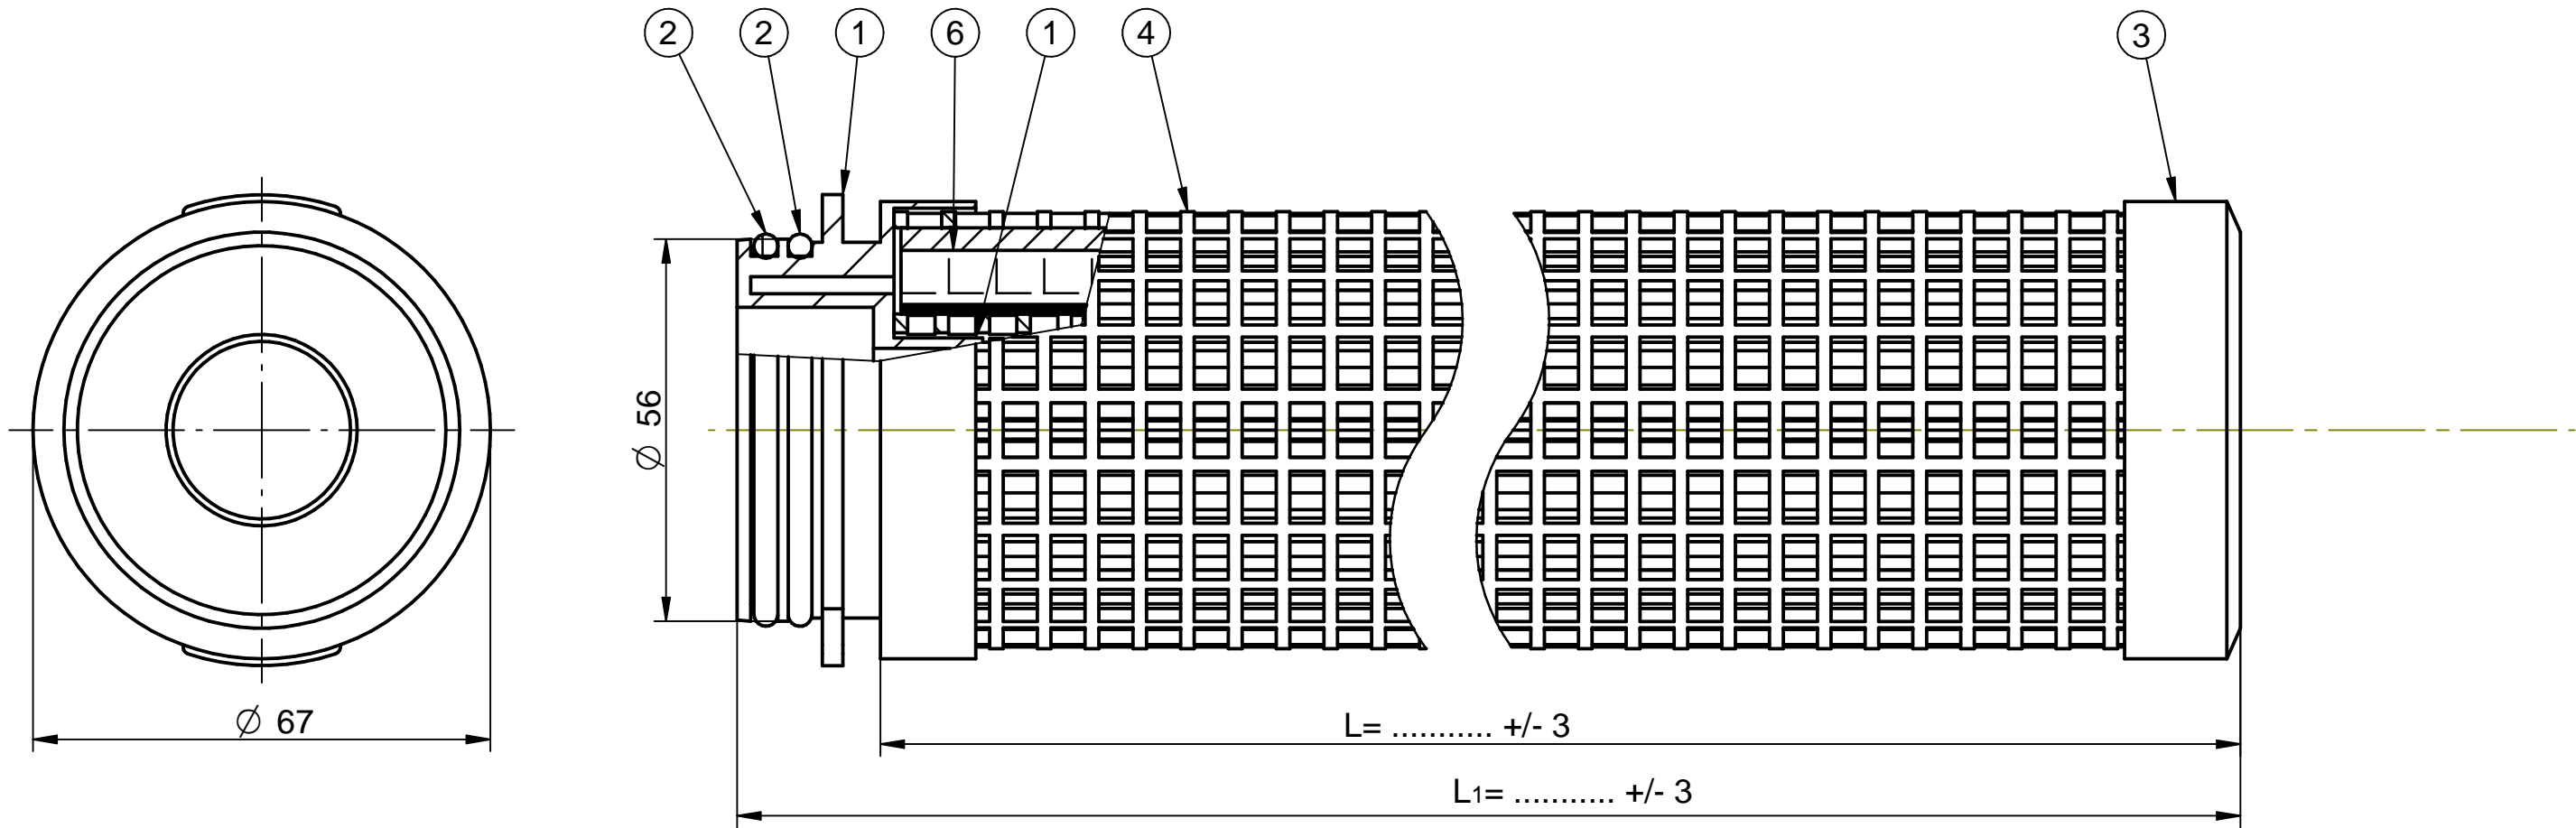 2 2 1 6 1 4 3
⌀ 56
⌀ 67
L= ........... +/- 3
L1= ........... +/- 3